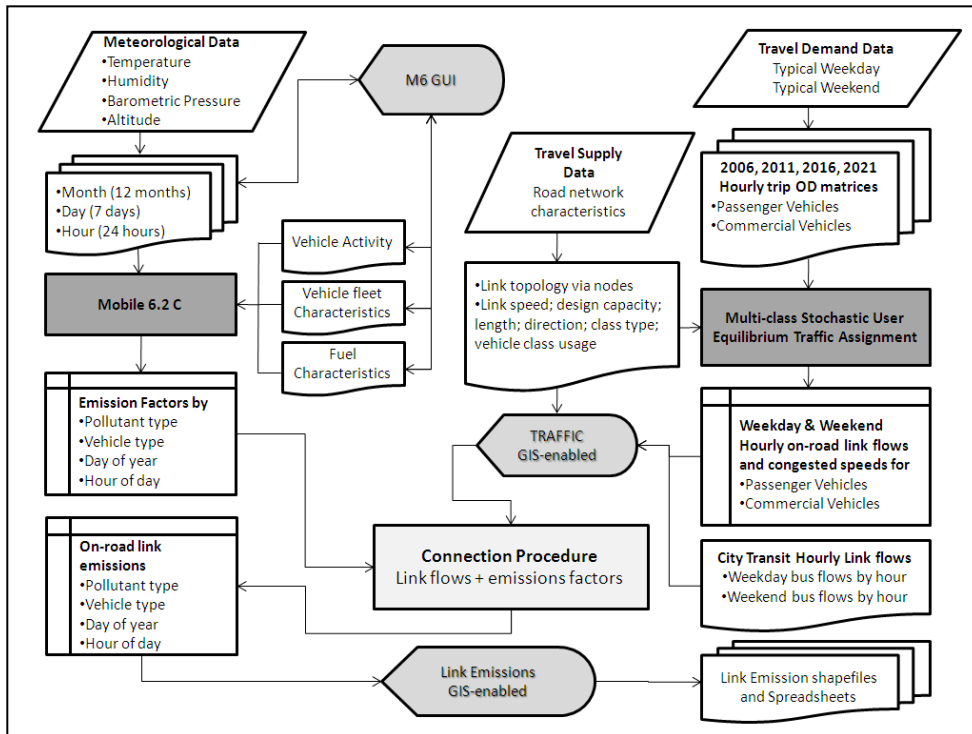 Meteorological Data
•Temperature
•Humidity
•Barometric Pressure
•Altitude
M6 GUI
Travel Demand Data
Typical Weekday
Typical Weekend
•Month (12 months)
•Day (7 days)
•Hour (24 hours)
Travel Supply
Data
Road network
characteristics
2006, 2011, 2016, 2021
Hourly trip OD matrices
•Passenger Vehicles
•Commercial Vehicles
Vehicle Activity
Vehicle fleet
Characteristics
Fuel
Characteristics
Mobile 6.2 C
•Link topology via nodes
•Link speed; design capacity;
length; direction; class type;
vehicle class usage
Multi-class Stochastic User
Equilibrium Traffic Assignment
Emission Factors by
•Pollutant type
•Vehicle type
•Day of year
•Hour of day
TRAFFIC
GIS-enabled
Weekday & Weekend
Hourly on-road link flows
and congested speeds for
•Passenger Vehicles
•Commercial Vehicles
On-road link
emissions
•Pollutant type
•Vehicle type
•Day of year
•Hour of day
Connection Procedure
Link flows + emissions factors
City Transit Hourly Link flows
•Weekday bus flows by hour
•Weekend bus flows by hour
Link Emissions
GIS-enabled
Link Emission shapefiles
and Spreadsheets